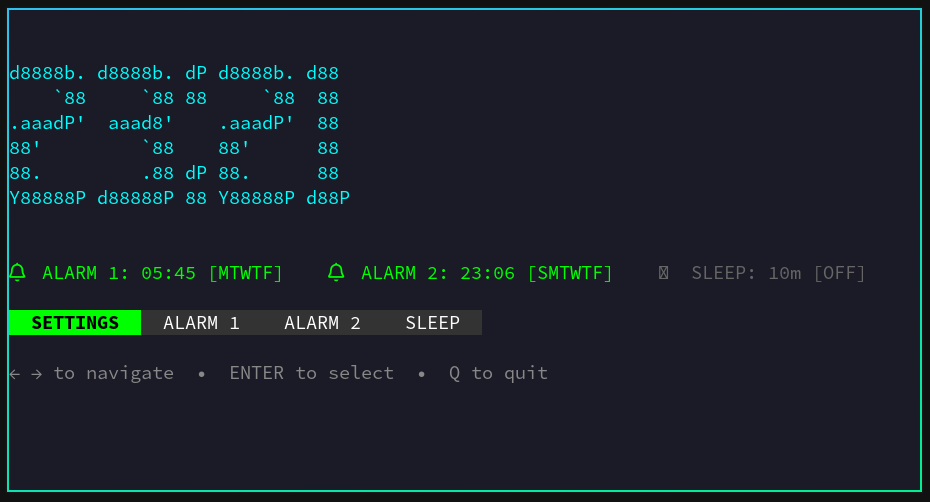 d8888b. d8888b. dP d8888b. d88
    `88     `88 88     `88  88
.aaadP'  aaad8'    .aaadP'  88
88'         `88    88'      88
88.         .88 dP 88.      88
Y88888P d88888P 88 Y88888P d88P
ALARM 1: 05:45 [MTWTF] ALARM 2: 23:06 [SMTWTF] SLEEP: 10m [OFF]
SETTINGS ALARM 1 ALARM 2 SLEEP
← → to navigate • ENTER to select • Q to quit